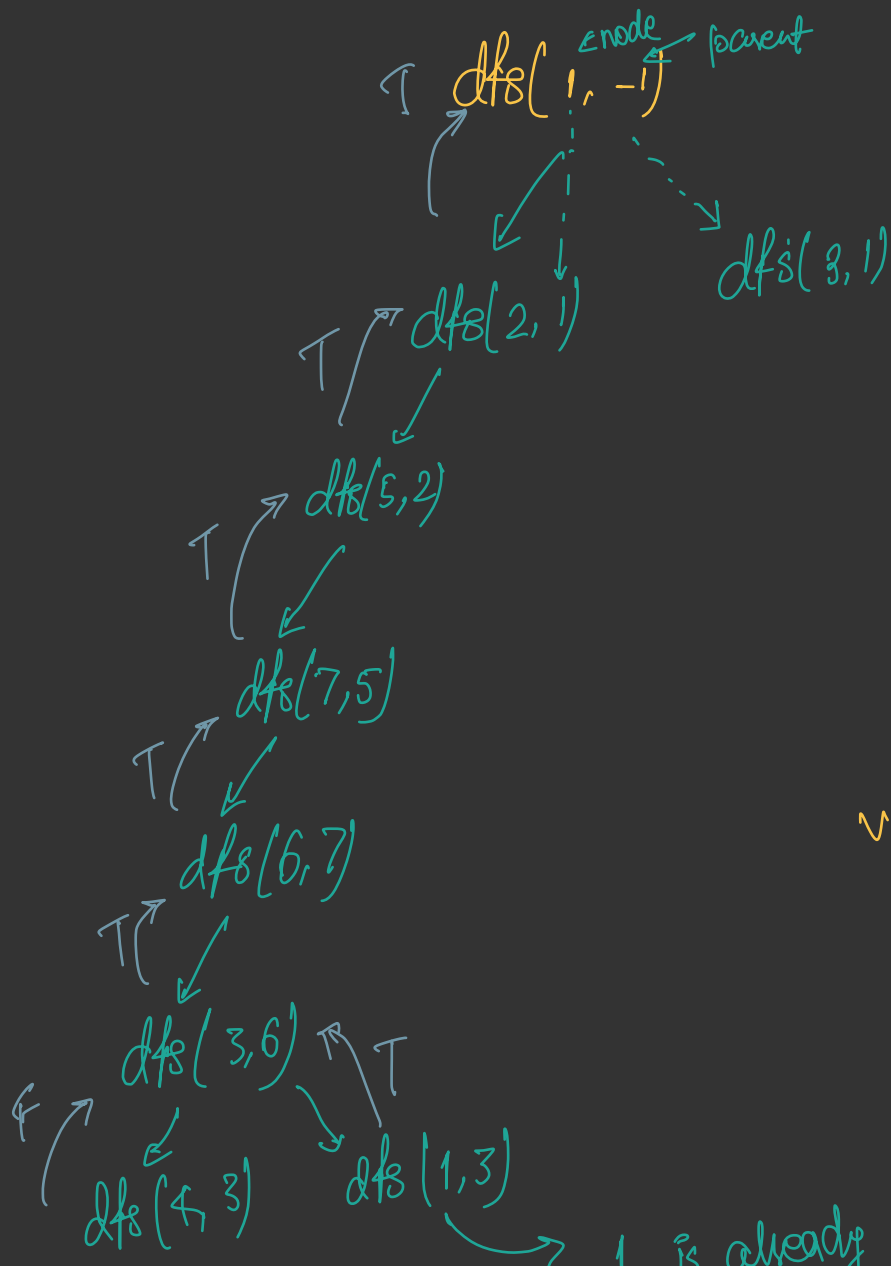 node parent
T dfs(1, -1)
dfs(3, 1)
T dfs(2, 1)
T dfs(5, 2)
T dfs(7, 5)
T dfs(6, 7)
dfs(3, 6) T
F
dfs(4, 3) dfs(1, 3)
1 is already